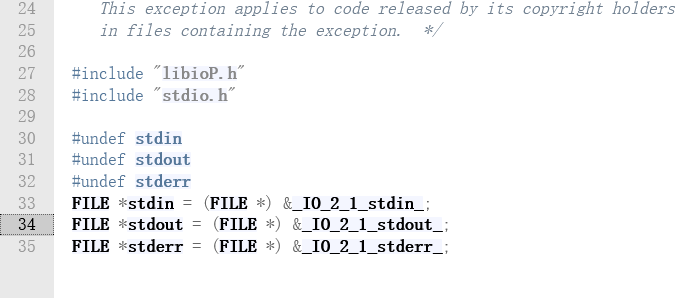 24 This exception applies to code released by its copyright holders
25 in files containing the exception.  */
26
27 #include "libioP.h"
28 #include "stdio.h"
29
30 #undef stdin
31 #undef stdout
32 #undef stderr
33 FILE *stdin = (FILE *) &_IO_2_1_stdin_;
34 FILE *stdout = (FILE *) &_IO_2_1_stdout_;
35 FILE *stderr = (FILE *) &_IO_2_1_stderr_;